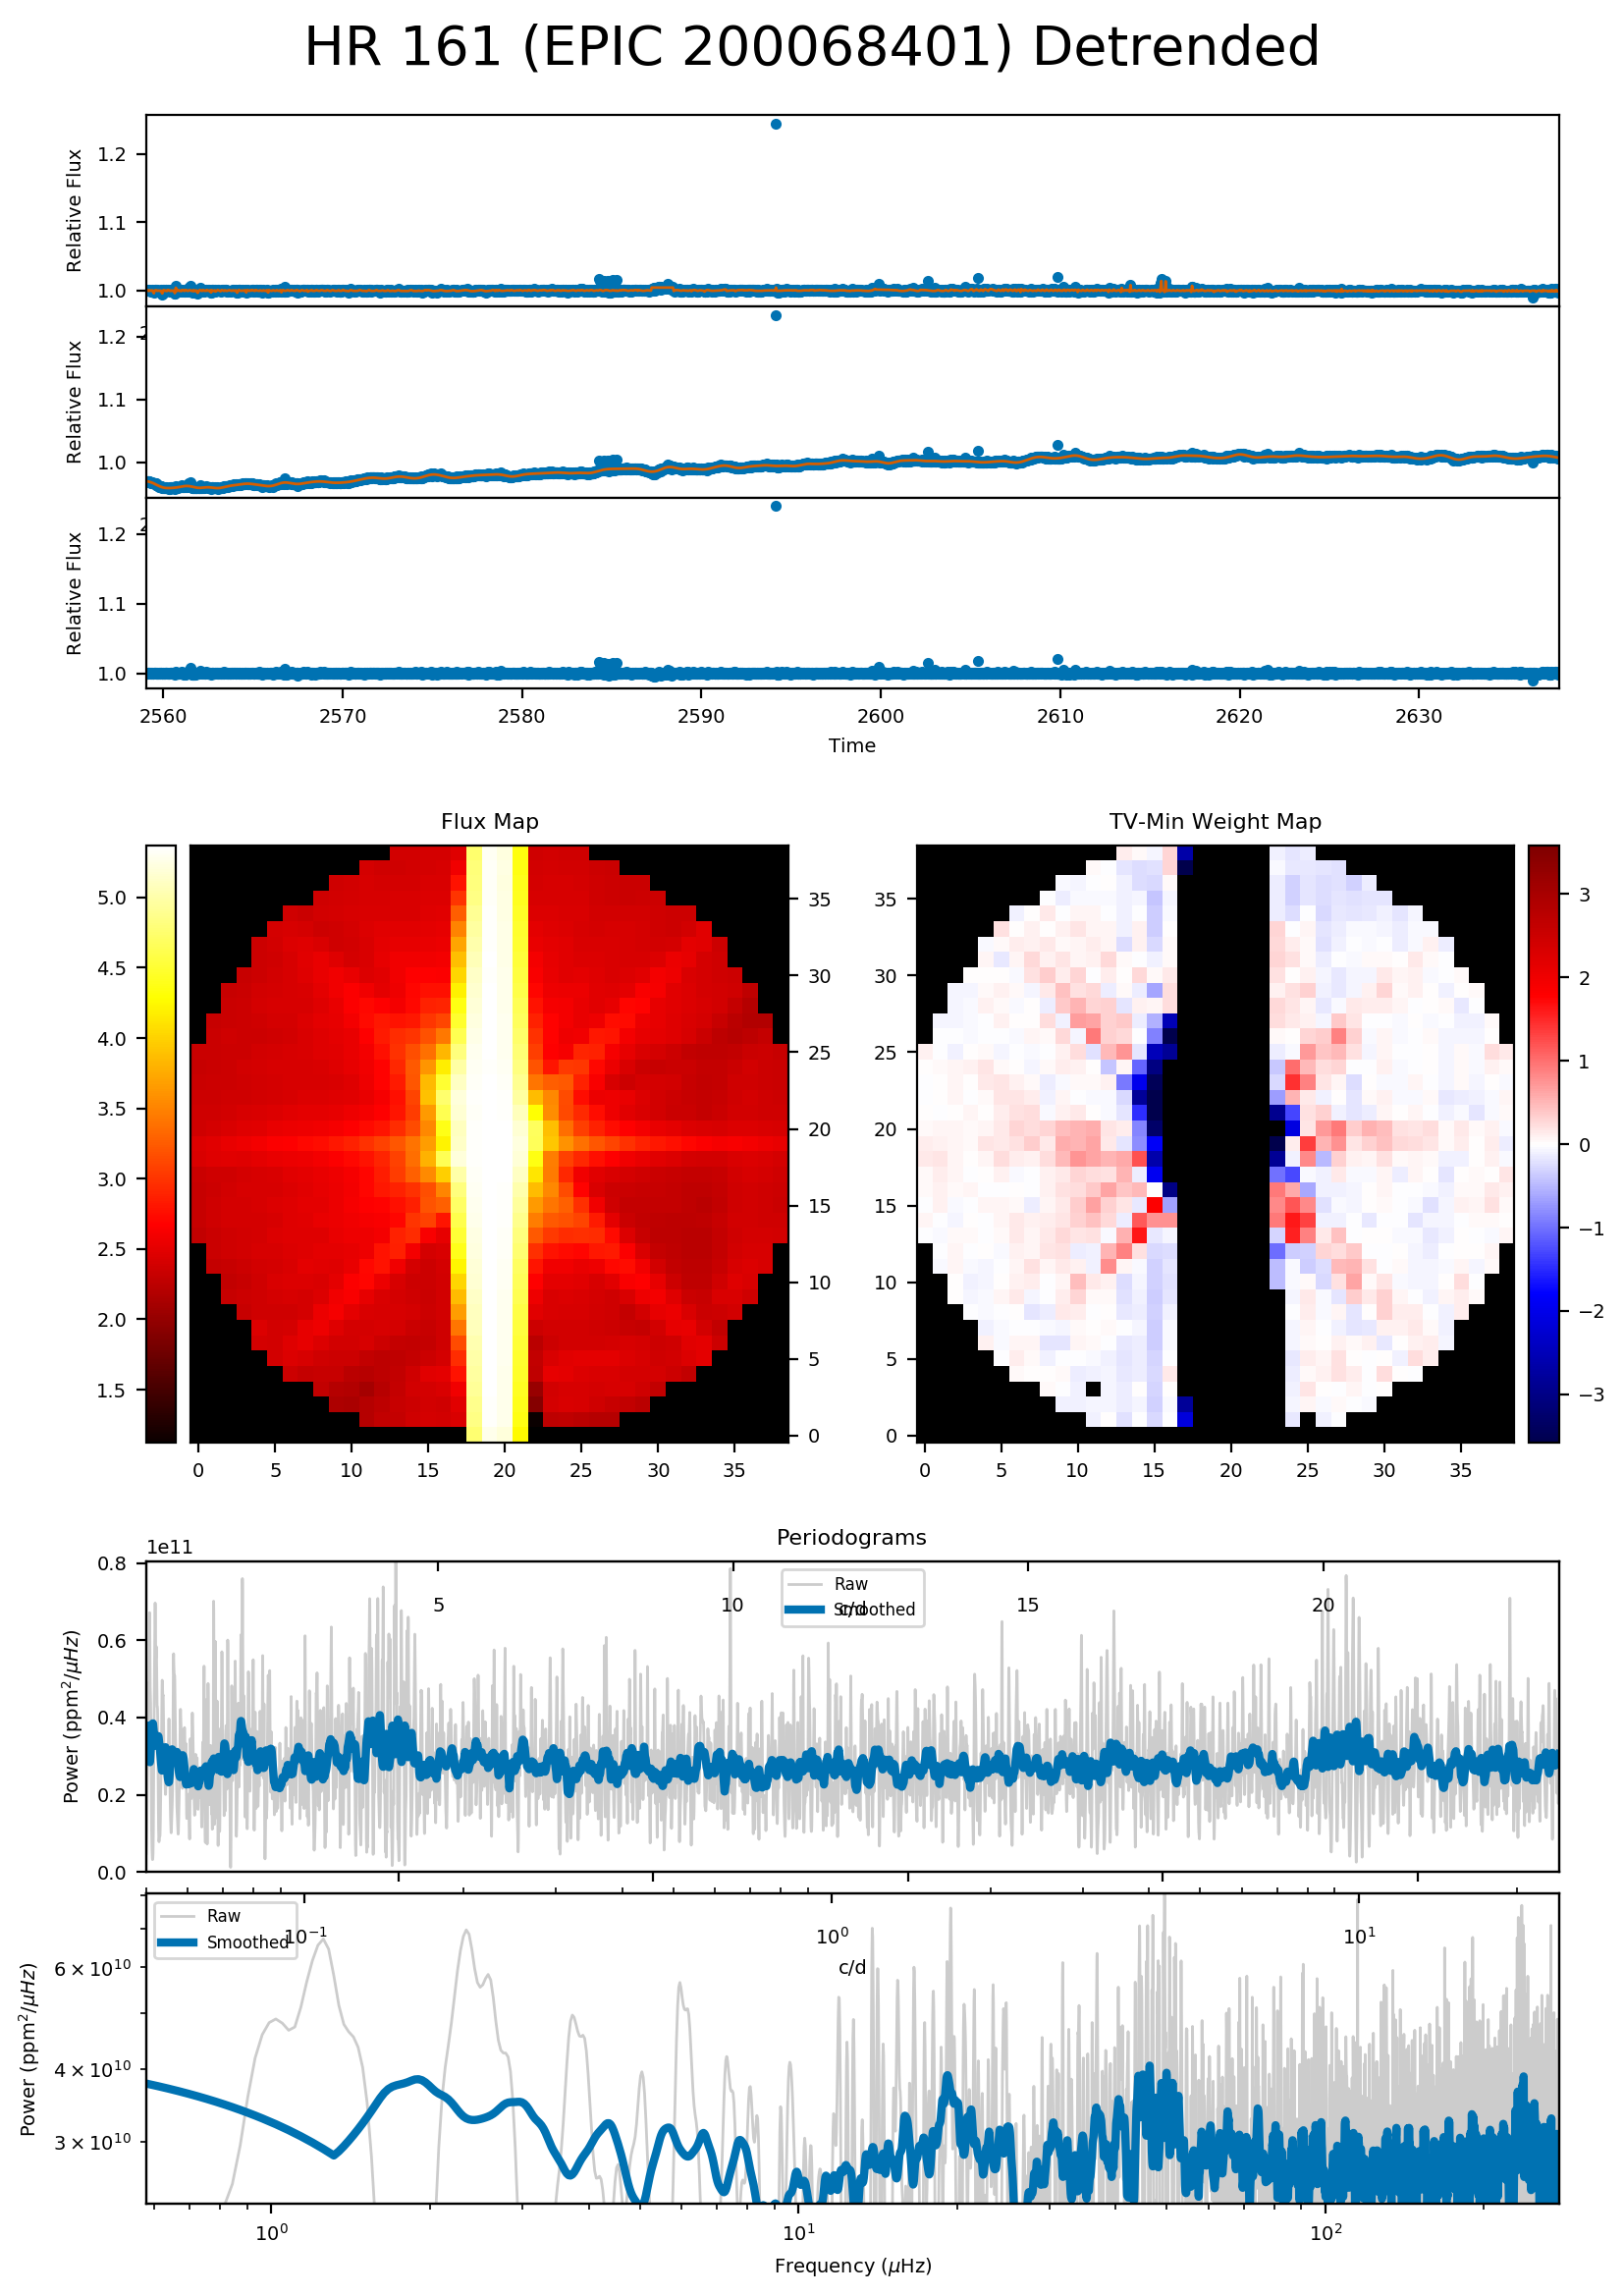 HR 161 (EPIC 200068401) Detrended
Relative Flux
1.2
1.1
1.0
Relative Flux
1.2
1.1
1.0
Relative Flux
1.2
1.1
1.0
2560 2570 2580 2590 2600 2610 2620 2630
Time
Flux Map
5.0
4.5
4.0
3.5
3.0
2.5
2.0
1.5
35
30
25
20
15
10
5
0
0 5 10 15 20 25 30 35
TV-Min Weight Map
35
30
25
20
15
10
5
0
0 5 10 15 20 25 30 35
3
2
1
0
−1
−2
−3
Periodograms
1e11
0.8
0.6
0.4
0.2
0.0
Power (ppm²/μHz)
5 10 15 20
c/d
Raw
Smoothed
Power (ppm²/μHz)
6×10¹⁰
4×10¹⁰
3×10¹⁰
Raw
Smoothed
10⁻¹ 10⁰ 10¹
c/d
10⁰ 10¹ 10²
Frequency (μHz)